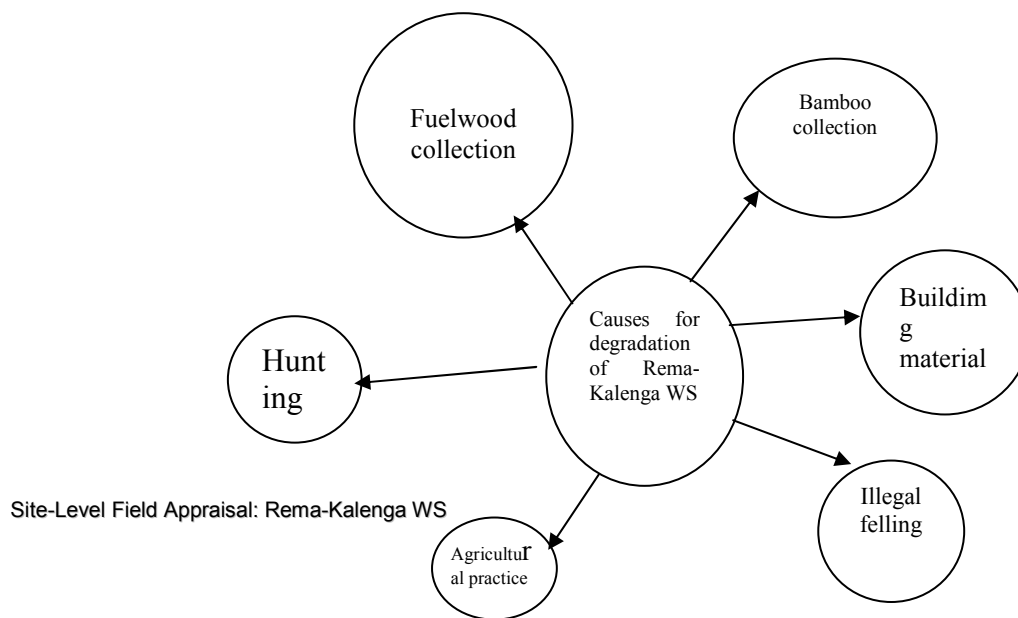 Fuelwood
collection
Bamboo
collection
Causes for
degradation
of Rema-
Kalenga WS
Buildim
g
material
Hunt
ing
Illegal
felling
Site-Level Field Appraisal: Rema-Kalenga WS
Agricultur
al practice